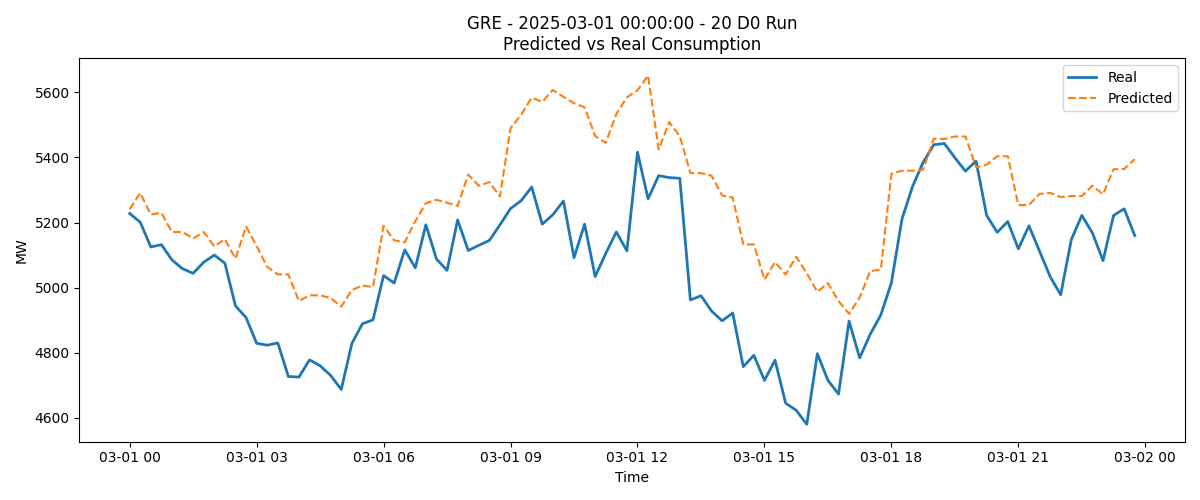 GRE - 2025-03-01 00:00:00 - 20 D0 Run
Predicted vs Real Consumption
Real
Predicted
MW
5600
5400
5200
5000
4800
4600
03-01 00
03-01 03
03-01 06
03-01 09
03-01 12
03-01 15
03-01 18
03-01 21
03-02 00
Time